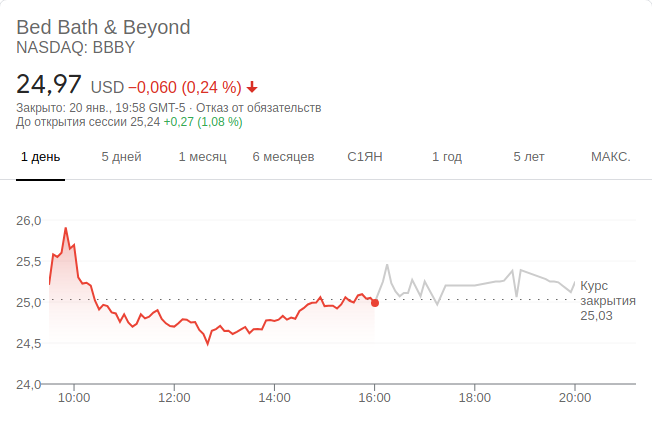 Bed Bath & Beyond
NASDAQ: BBBY
24,97 USD −0,060 (0,24 %)
Закрыто: 20 янв., 19:58 GMT-5 · Отказ от обязательств
До открытия сессии 25,24 +0,27 (1,08 %)
1 день 5 дней 1 месяц 6 месяцев С1ЯН 1 год 5 лет МАКС.
26,0
25,5
25,0
24,5
24,0
Курс
закрытия
25,03
10:00 12:00 14:00 16:00 18:00 20:00